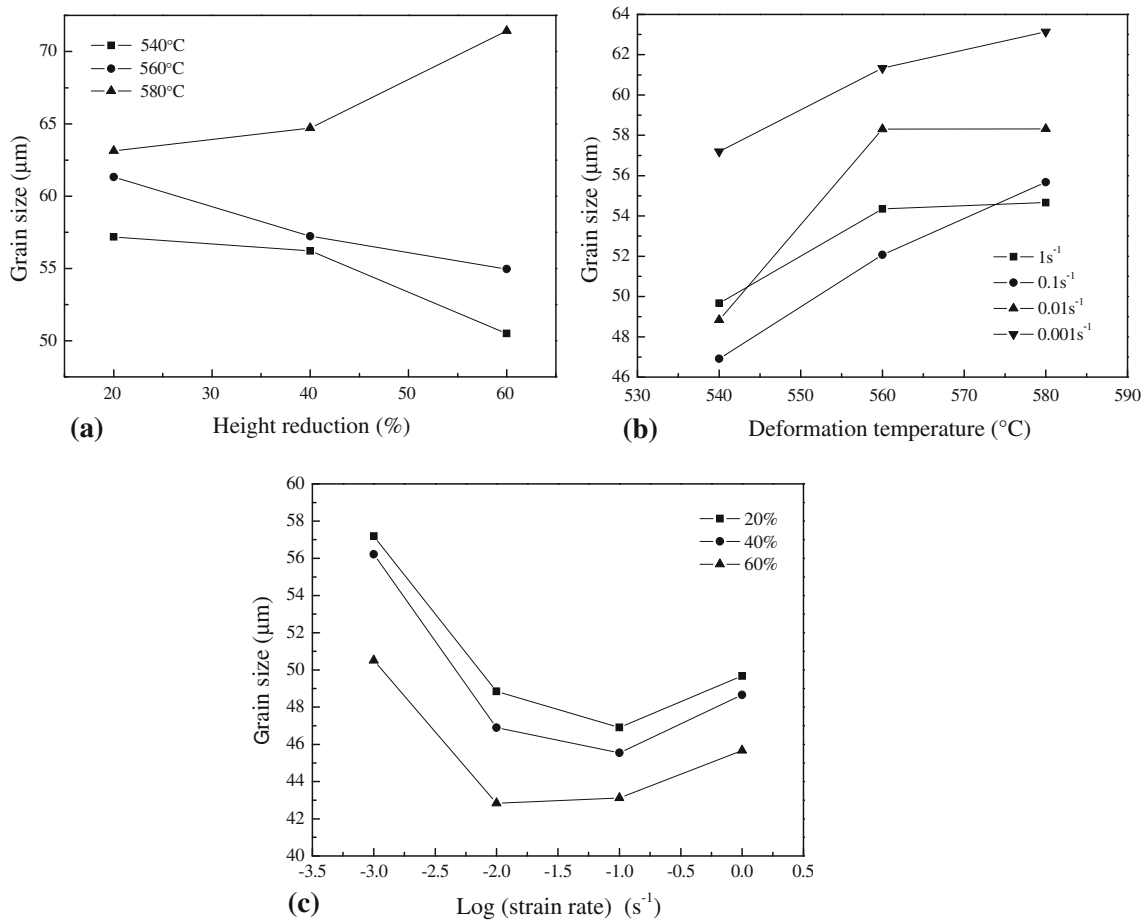 70
65
60
55
50
Grain size (μm)
540°C
560°C
580°C
20 30 40 50 60
(a) Height reduction (%)
64
62
60
58
56
54
52
50
48
46
Grain size (μm)
1s⁻¹
0.1s⁻¹
0.01s⁻¹
0.001s⁻¹
530 540 550 560 570 580 590
(b) Deformation temperature (°C)
60
58
56
54
52
50
48
46
44
42
40
Grain size (μm)
20%
40%
60%
-3.5 -3.0 -2.5 -2.0 -1.5 -1.0 -0.5 0.0 0.5
(c) Log (strain rate) (s⁻¹)